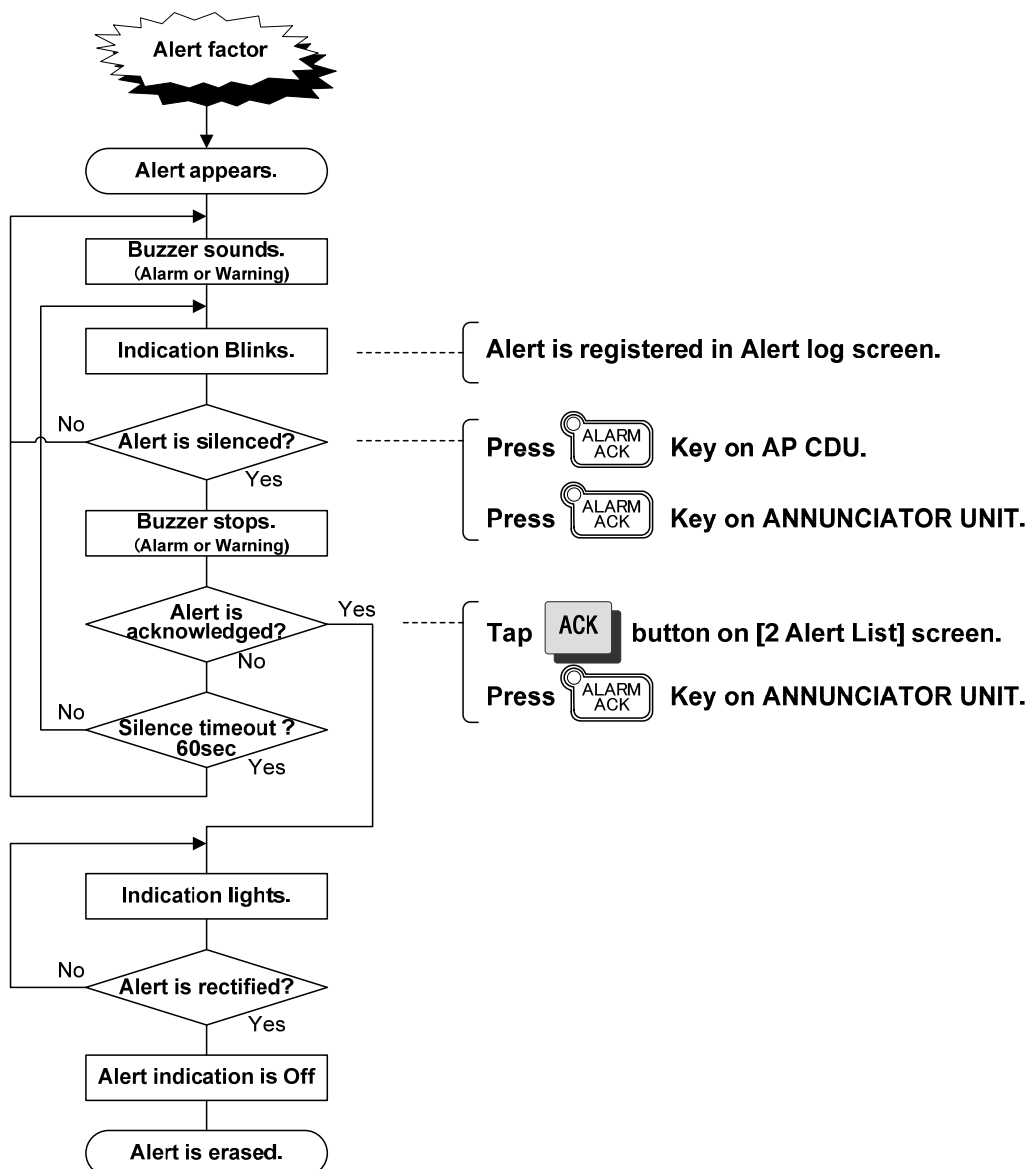 Alert factor
Alert appears.
Buzzer sounds.
(Alarm or Warning)
Indication Blinks.
Alert is registered in Alert log screen.
No
Alert is silenced?
Yes
Press ALARM ACK Key on AP CDU.
Press ALARM ACK Key on ANNUNCIATOR UNIT.
Buzzer stops.
(Alarm or Warning)
Alert is
acknowledged?
Yes
No
Tap ACK button on [2 Alert List] screen.
Press ALARM ACK Key on ANNUNCIATOR UNIT.
No
Silence timeout ?
60sec
Yes
Indication lights.
No
Alert is rectified?
Yes
Alert indication is Off
Alert is erased.